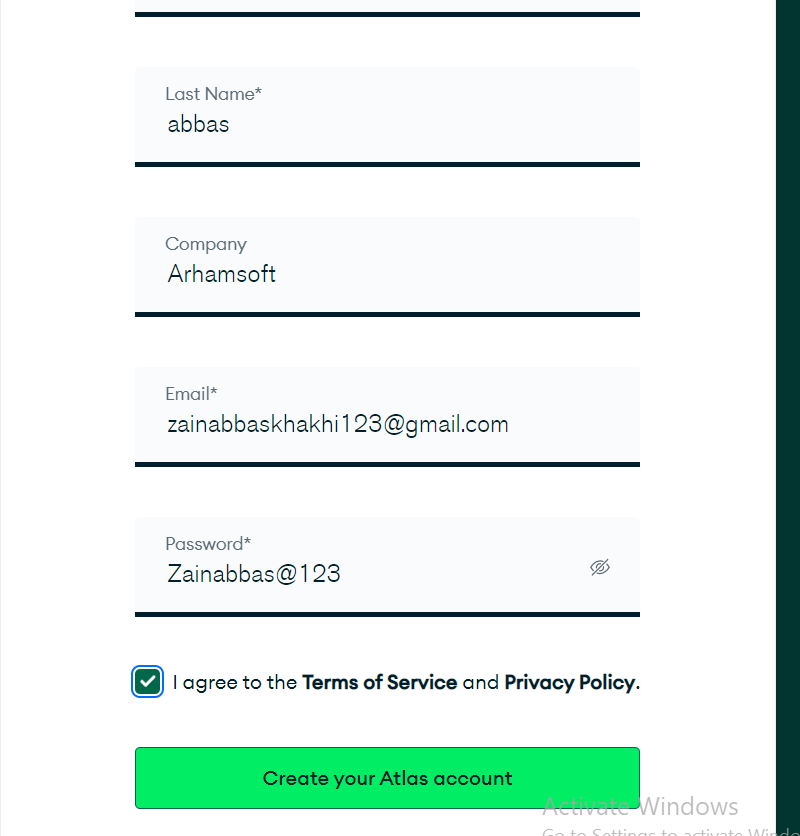 Last Name*
abbas
Company
Arhamsoft
Email*
zainabbaskhakhi123@gmail.com
Password*
Zainabbas@123
I agree to the Terms of Service and Privacy Policy.
Create your Atlas account
Activate Windows
Go to Settings to activate Windo